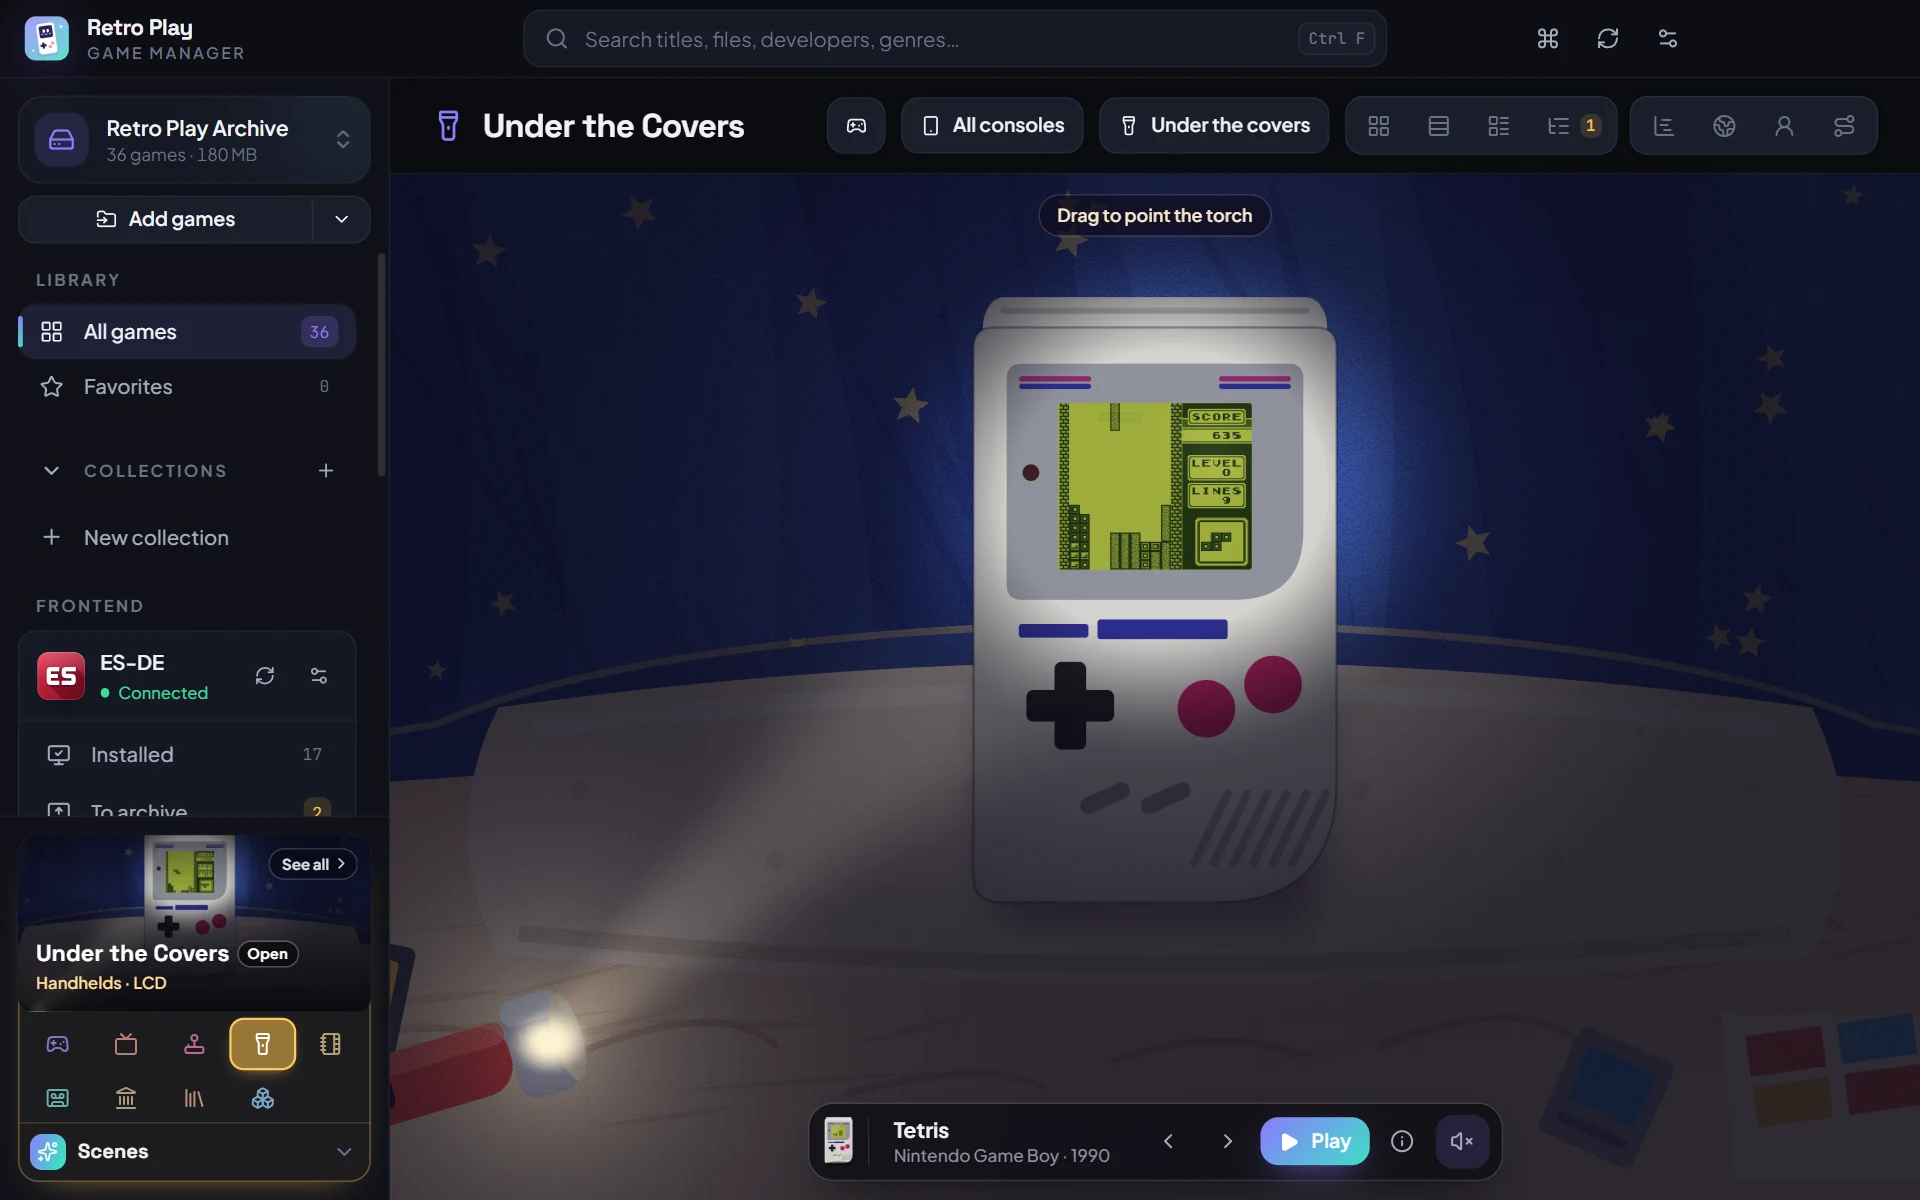 Retro Play
GAME MANAGER
Search titles, files, developers, genres...
Ctrl F
Retro Play Archive
36 games · 180 MB
Add games
LIBRARY
All games 36
Favorites 0
COLLECTIONS
New collection
FRONTEND
ES
ES-DE
Connected
Installed 17
To archive 2
See all
Under the Covers Open
Handhelds · LCD
Scenes
Under the Covers
All consoles
Under the covers
1
Drag to point the torch
SCORE
635
LEVEL
0
LINES
9
Tetris
Nintendo Game Boy · 1990
Play